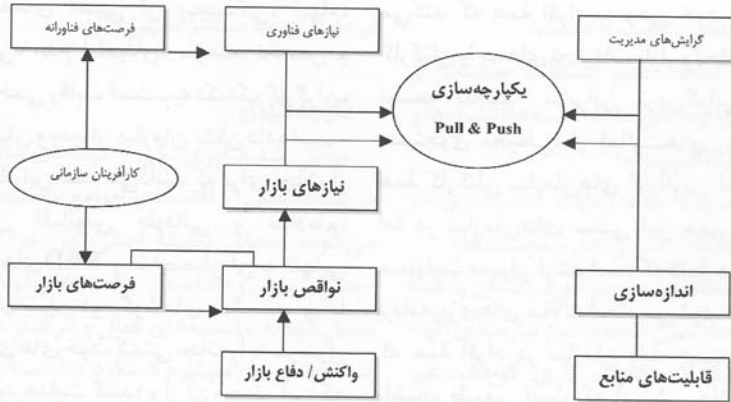 گرایش‌های مدیریت
نیازهای فناوری
فرصت‌های فناورانه
یکپارچه‌سازی
Pull & Push
کارآفرینان سازمانی
نیازهای بازار
اندازه‌سازی
نواقص بازار
فرصت‌های بازار
قابلیت‌های منابع
واکنش/ دفاع بازار